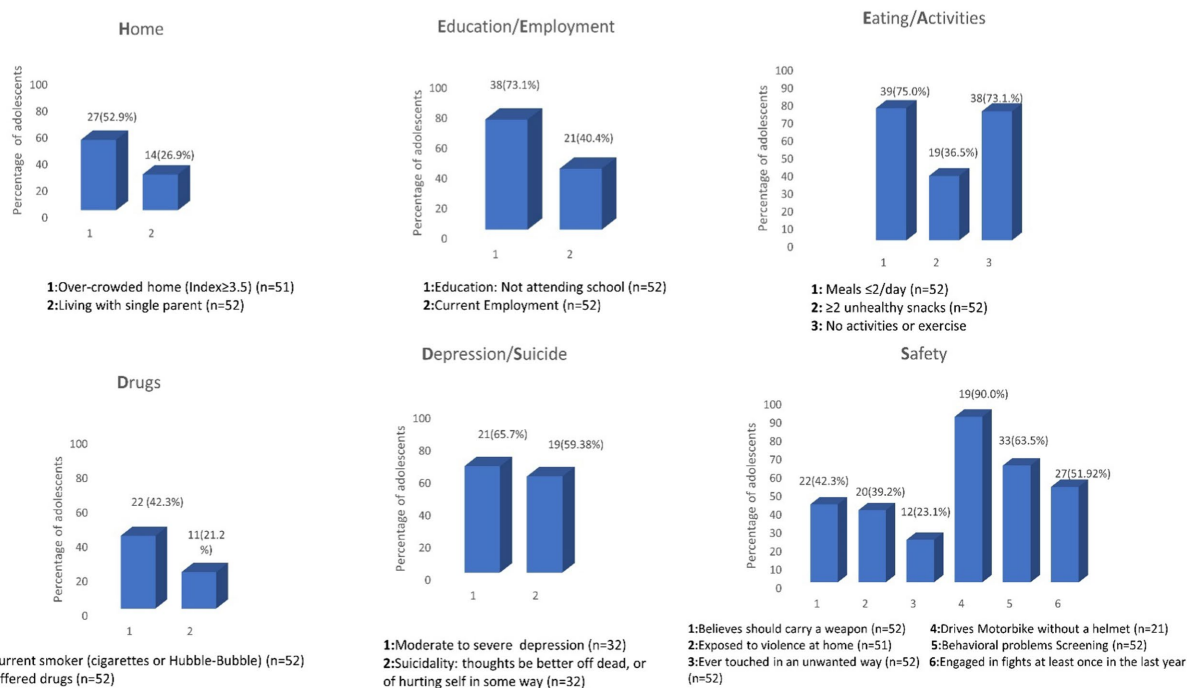 Home
Percentage of adolescents
100
80
60
40
20
0
27(52.9%)
14(26.9%)
1
2
1:Over-crowded home (Index≥3.5) (n=51)
2:Living with single parent (n=52)
Education/Employment
Percentage of adolescents
100
80
60
40
20
0
38(73.1%)
21(40.4%)
1
2
1:Education: Not attending school (n=52)
2:Current Employment (n=52)
Eating/Activities
Percentage of adolescents
100
90
80
70
60
50
40
30
20
10
0
39(75.0%)
19(36.5%)
38(73.1.%)
1
2
3
1: Meals ≤2/day (n=52)
2: ≥2 unhealthy snacks (n=52)
3: No activities or exercise
Drugs
Percentage of adolescents
100
80
60
40
20
0
22 (42.3%)
11(21.2
%)
1
2
urrent smoker (cigarettes or Hubble-Bubble) (n=52)
ffered drugs (n=52)
Depression/Suicide
Percentage of adolescents
100
80
60
40
20
0
21(65.7%)
19(59.38%)
1
2
1:Moderate to severe depression (n=32)
2:Suicidality: thoughts be better off dead, or
of hurting self in some way (n=32)
Safety
Percentage of adolescents
100
90
80
70
60
50
40
30
20
10
0
22(42.3%)
20(39.2%)
12(23.1%)
19(90.0%)
33(63.5%)
27(51.92%)
1
2
3
4
5
6
1:Believes should carry a weapon (n=52)
2:Exposed to violence at home (n=51)
3:Ever touched in an unwanted way (n=52)
(n=52)
4:Drives Motorbike without a helmet (n=21)
5:Behavioral problems Screening (n=52)
6:Engaged in fights at least once in the last year